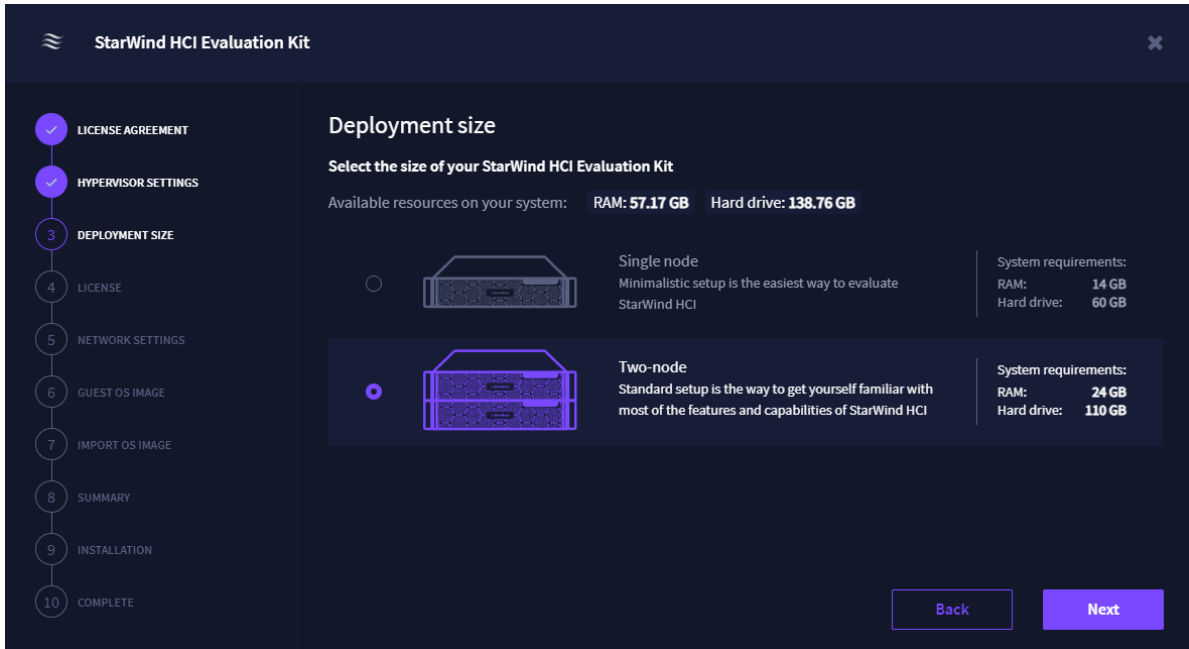 StarWind HCI Evaluation Kit
LICENSE AGREEMENT
HYPERVISOR SETTINGS
3 DEPLOYMENT SIZE
4 LICENSE
5 NETWORK SETTINGS
6 GUEST OS IMAGE
7 IMPORT OS IMAGE
8 SUMMARY
9 INSTALLATION
10 COMPLETE
Deployment size
Select the size of your StarWind HCI Evaluation Kit
Available resources on your system: RAM: 57.17 GB Hard drive: 138.76 GB
Single node
Minimalistic setup is the easiest way to evaluate
StarWind HCI
System requirements:
RAM: 14 GB
Hard drive: 60 GB
Two-node
Standard setup is the way to get yourself familiar with
most of the features and capabilities of StarWind HCI
System requirements:
RAM: 24 GB
Hard drive: 110 GB
Back Next